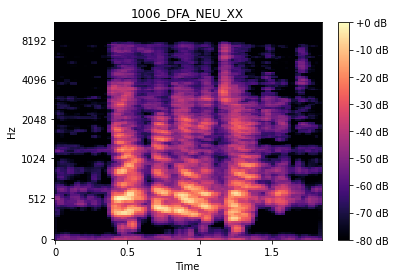 1006_DFA_NEU_XX
8192
4096
2048
1024
512
0
Hz
0
0.5
1
1.5
Time
+0 dB
-10 dB
-20 dB
-30 dB
-40 dB
-50 dB
-60 dB
-70 dB
-80 dB